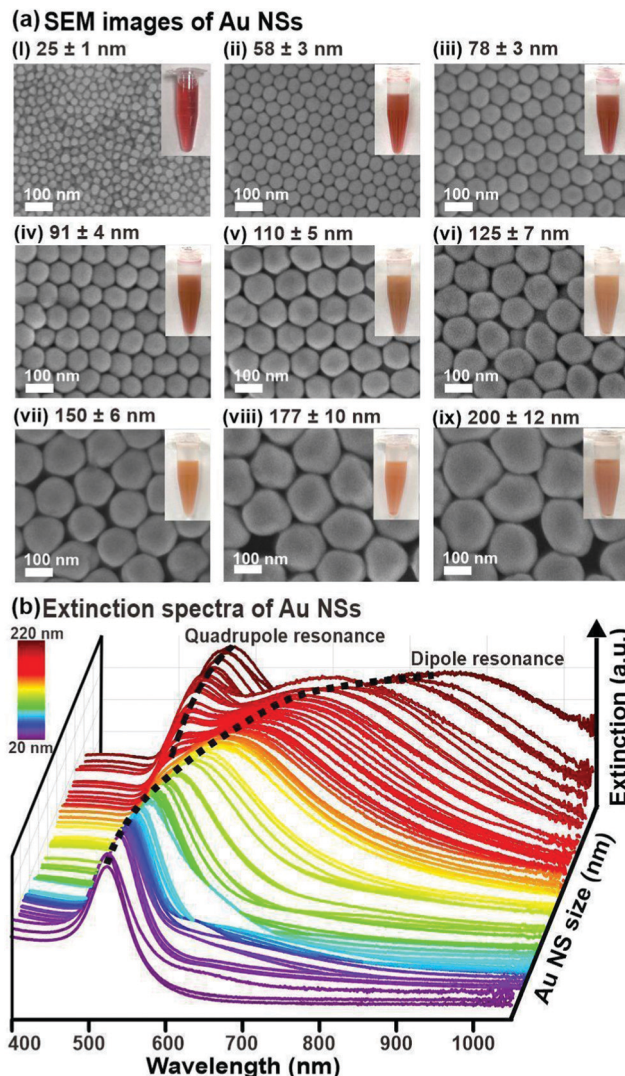 (a) SEM images of Au NSs
(I) 25 ± 1 nm
(ii) 58 ± 3 nm
(iii) 78 ± 3 nm
100 nm
100 nm
100 nm
(iv) 91 ± 4 nm
(v) 110 ± 5 nm
(vi) 125 ± 7 nm
100 nm
100 nm
100 nm
(vii) 150 ± 6 nm
(viii) 177 ± 10 nm
(ix) 200 ± 12 nm
100 nm
100 nm
100 nm
(b) Extinction spectra of Au NSs
220 nm
20 nm
Quadrupole resonance
Dipole resonance
Extinction (a.u.)
Au NS size (nm)
400 500 600 700 800 900 1000
Wavelength (nm)